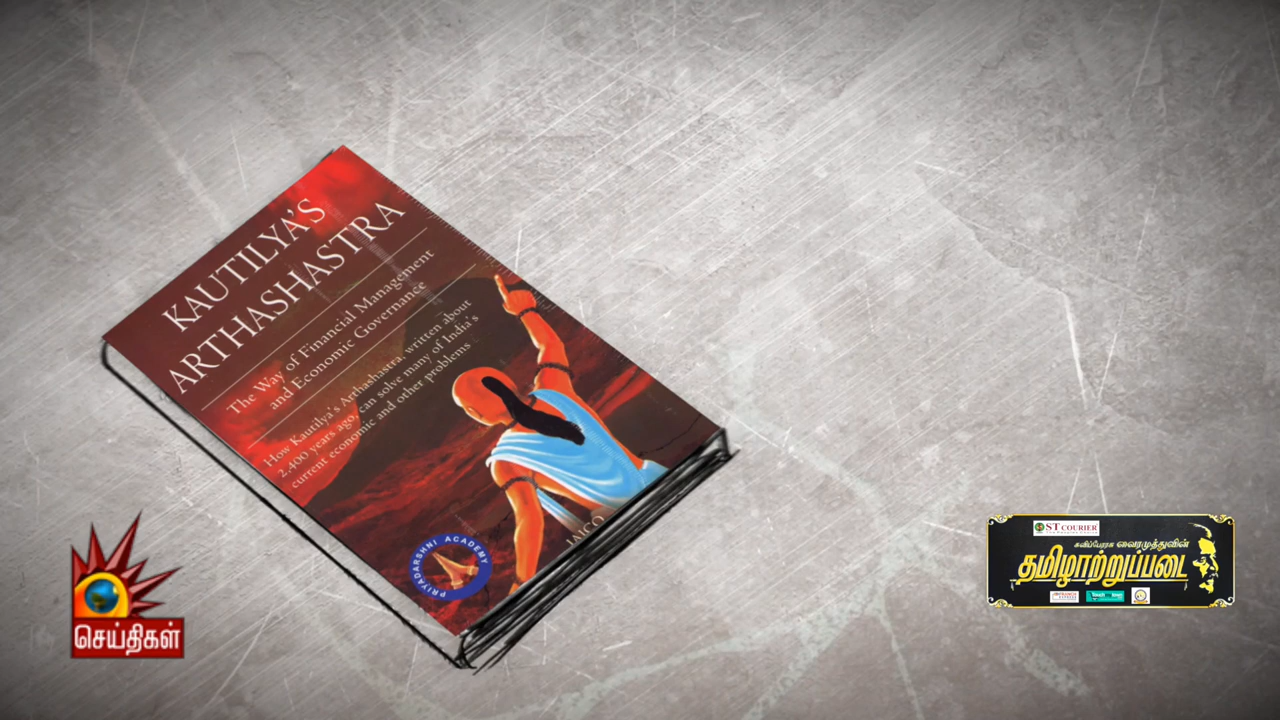 KAUTILYA'S
ARTHASHASTRA
The Way of Financial Management
and Economic Governance
How Kautilya's Arthashastra, written about
2,400 years ago, can solve many of India's
current economic and other problems
PRIYADARSHNI ACADEMY
JAICO
செய்திகள்
ST COURIER
கவிப்பேரரசு வைரமுத்துவின்
தமிழாற்றுப்படை